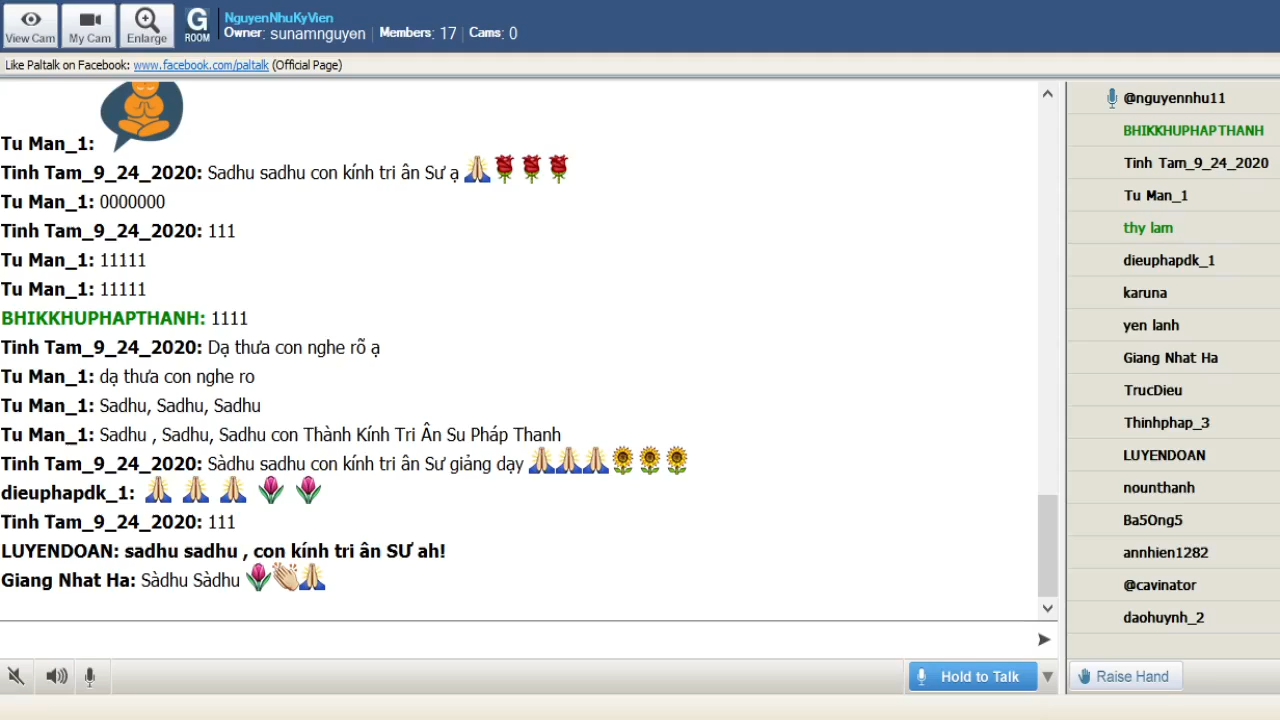 View Cam
My Cam
Enlarge
G
ROOM
NguyenNhuKyVien
Owner: sunamnguyen | Members: 17 | Cams: 0
Like Paltalk on Facebook: www.facebook.com/paltalk (Official Page)
Tu Man_1:
Tinh Tam_9_24_2020: Sadhu sadhu con kính tri ân Sư ạ
Tu Man_1: 0000000
Tinh Tam_9_24_2020: 111
Tu Man_1: 11111
Tu Man_1: 11111
BHIKKHUPHAPTHANH: 1111
Tinh Tam_9_24_2020: Dạ thưa con nghe rõ ạ
Tu Man_1: dạ thưa con nghe ro
Tu Man_1: Sadhu, Sadhu, Sadhu
Tu Man_1: Sadhu , Sadhu, Sadhu con Thành Kính Tri Ân Su Pháp Thanh
Tinh Tam_9_24_2020: Sàdhu sadhu con kính tri ân Sư giảng dạy
dieuphapdk_1:
Tinh Tam_9_24_2020: 111
LUYENDOAN: sadhu sadhu , con kính tri ân SƯ ah!
Giang Nhat Ha: Sàdhu Sàdhu
@nguyennhu11
BHIKKHUPHAPTHANH
Tinh Tam_9_24_2020
Tu Man_1
thy lam
dieuphapdk_1
karuna
yen lanh
Giang Nhat Ha
TrucDieu
Thinhphap_3
LUYENDOAN
nounthanh
Ba5Ong5
annhien1282
@cavinator
daohuynh_2
Hold to Talk
Raise Hand